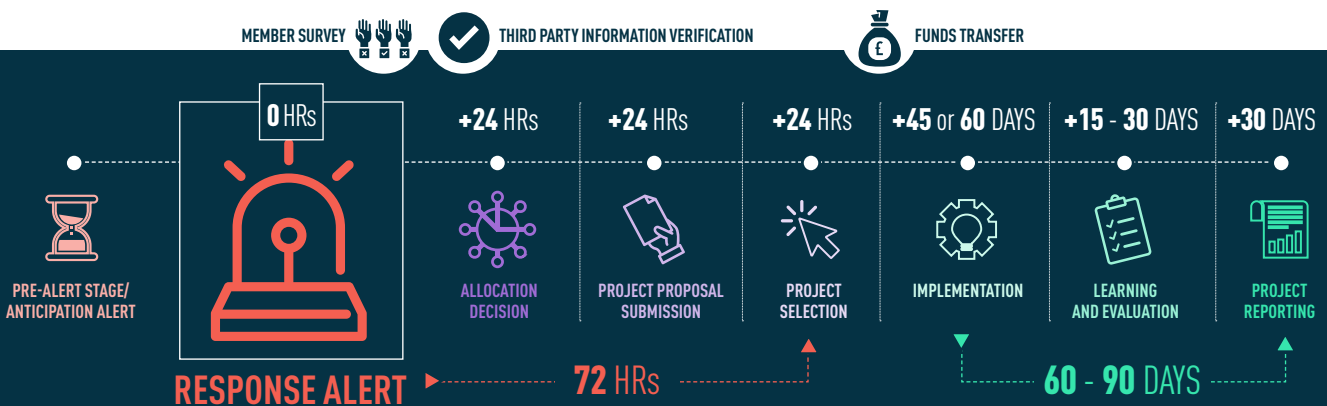 MEMBER SURVEY
THIRD PARTY INFORMATION VERIFICATION
£
FUNDS TRANSFER
0 HRs
+24 HRs
+24 HRs
+24 HRs
+45 or 60 DAYS
+15 - 30 DAYS
+30 DAYS
PRE-ALERT STAGE/
ANTICIPATION ALERT
RESPONSE ALERT
ALLOCATION
DECISION
PROJECT PROPOSAL
SUBMISSION
PROJECT
SELECTION
IMPLEMENTATION
LEARNING
AND EVALUATION
PROJECT
REPORTING
72 HRs
60 - 90 DAYS